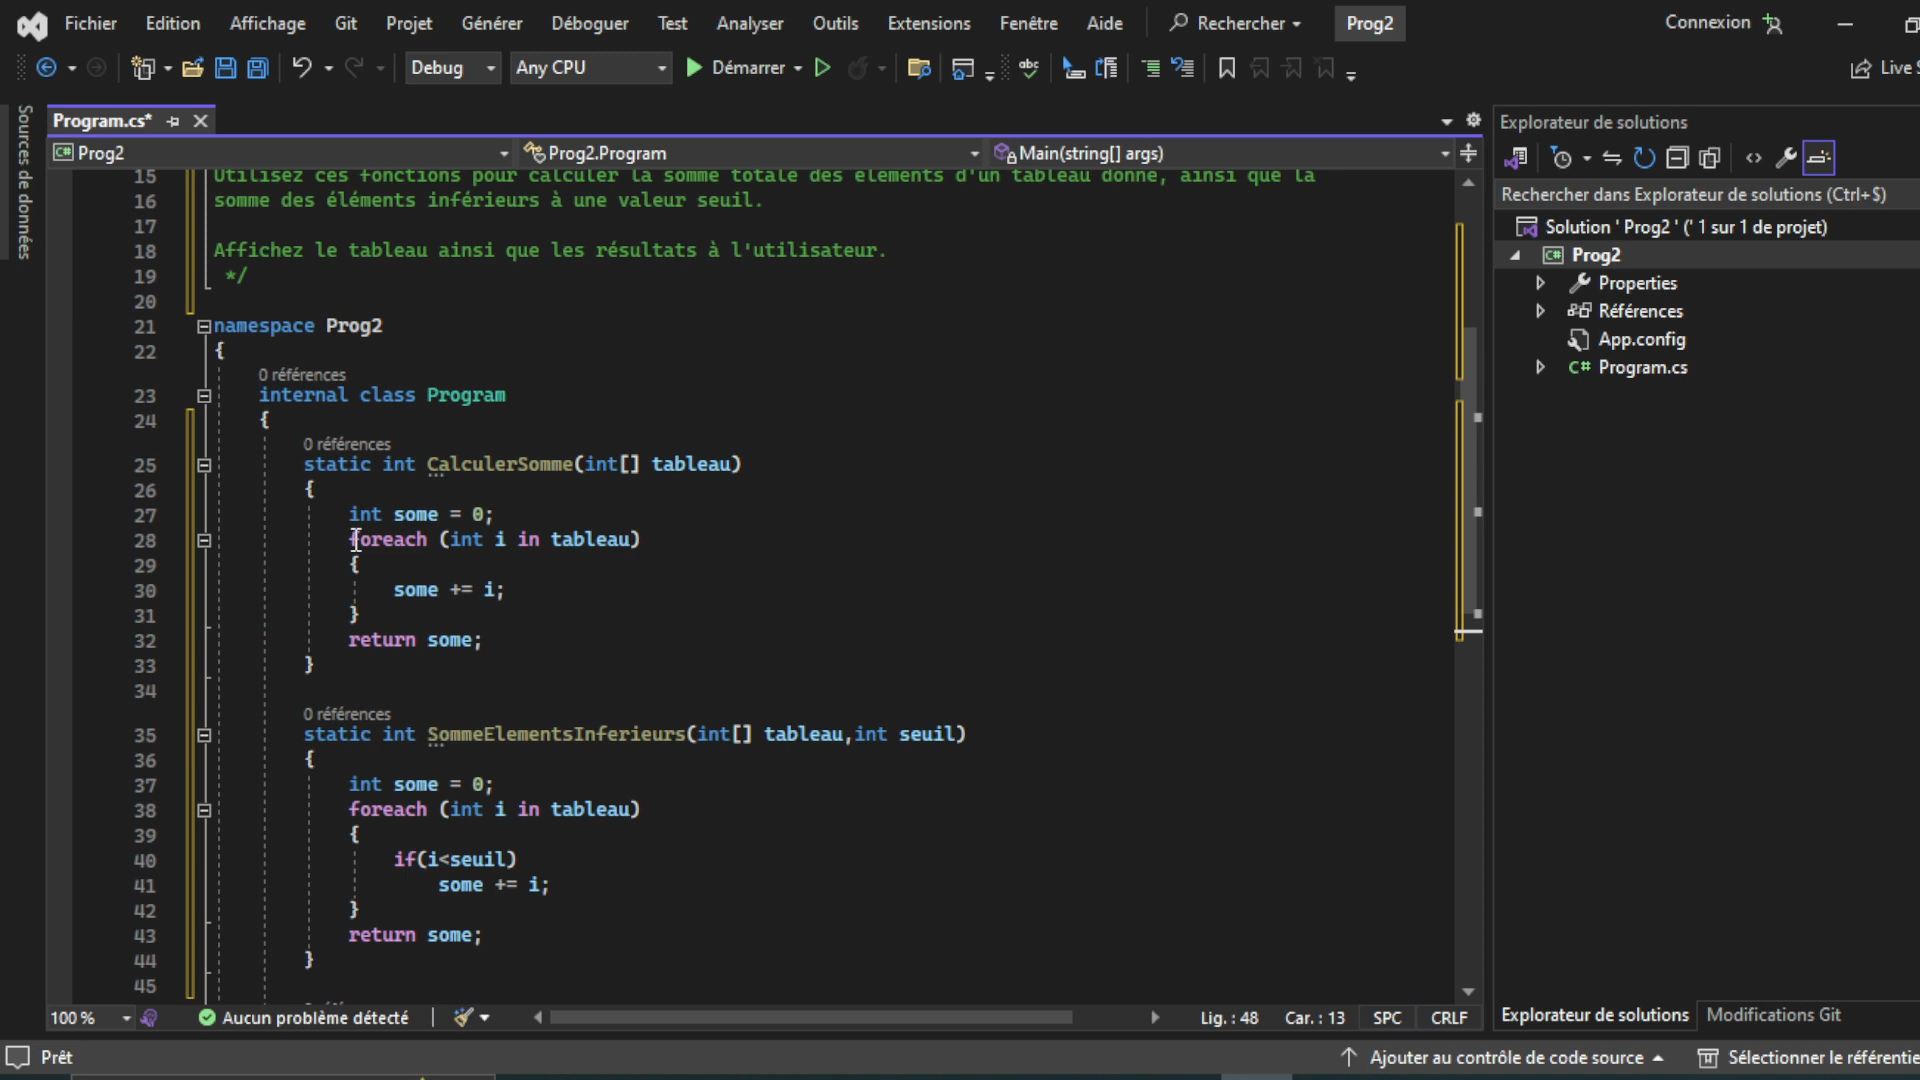 Fichier Edition Affichage Git Projet Générer Déboguer Test Analyser Outils Extensions Fenêtre Aide Rechercher Prog2 Connexion
Debug Any CPU Démarrer Live S
Sources de données
Program.cs*
Prog2 Prog2.Program Main(string[] args)
15 Utilisez ces fonctions pour calculer la somme totale des éléments d'un tableau donné, ainsi que la
16 somme des éléments inférieurs à une valeur seuil.
17
18 Affichez le tableau ainsi que les résultats à l'utilisateur.
19 */
20
21 namespace Prog2
22 {
0 références
23 internal class Program
24 {
0 références
25 static int CalculerSomme(int[] tableau)
26 {
27 int some = 0;
28 foreach (int i in tableau)
29 {
30 some += i;
31 }
32 return some;
33 }
34
0 références
35 static int SommeElementsInferieurs(int[] tableau,int seuil)
36 {
37 int some = 0;
38 foreach (int i in tableau)
39 {
40 if(i<seuil)
41 some += i;
42 }
43 return some;
44 }
45
100 % Aucun problème détecté Lig. : 48 Car. : 13 SPC CRLF
Explorateur de solutions
Rechercher dans Explorateur de solutions (Ctrl+$)
Solution ' Prog2 ' (' 1 sur 1 de projet)
C# Prog2
Properties
Références
App.config
C# Program.cs
Explorateur de solutions Modifications Git
Prêt Ajouter au contrôle de code source Sélectionner le référentie